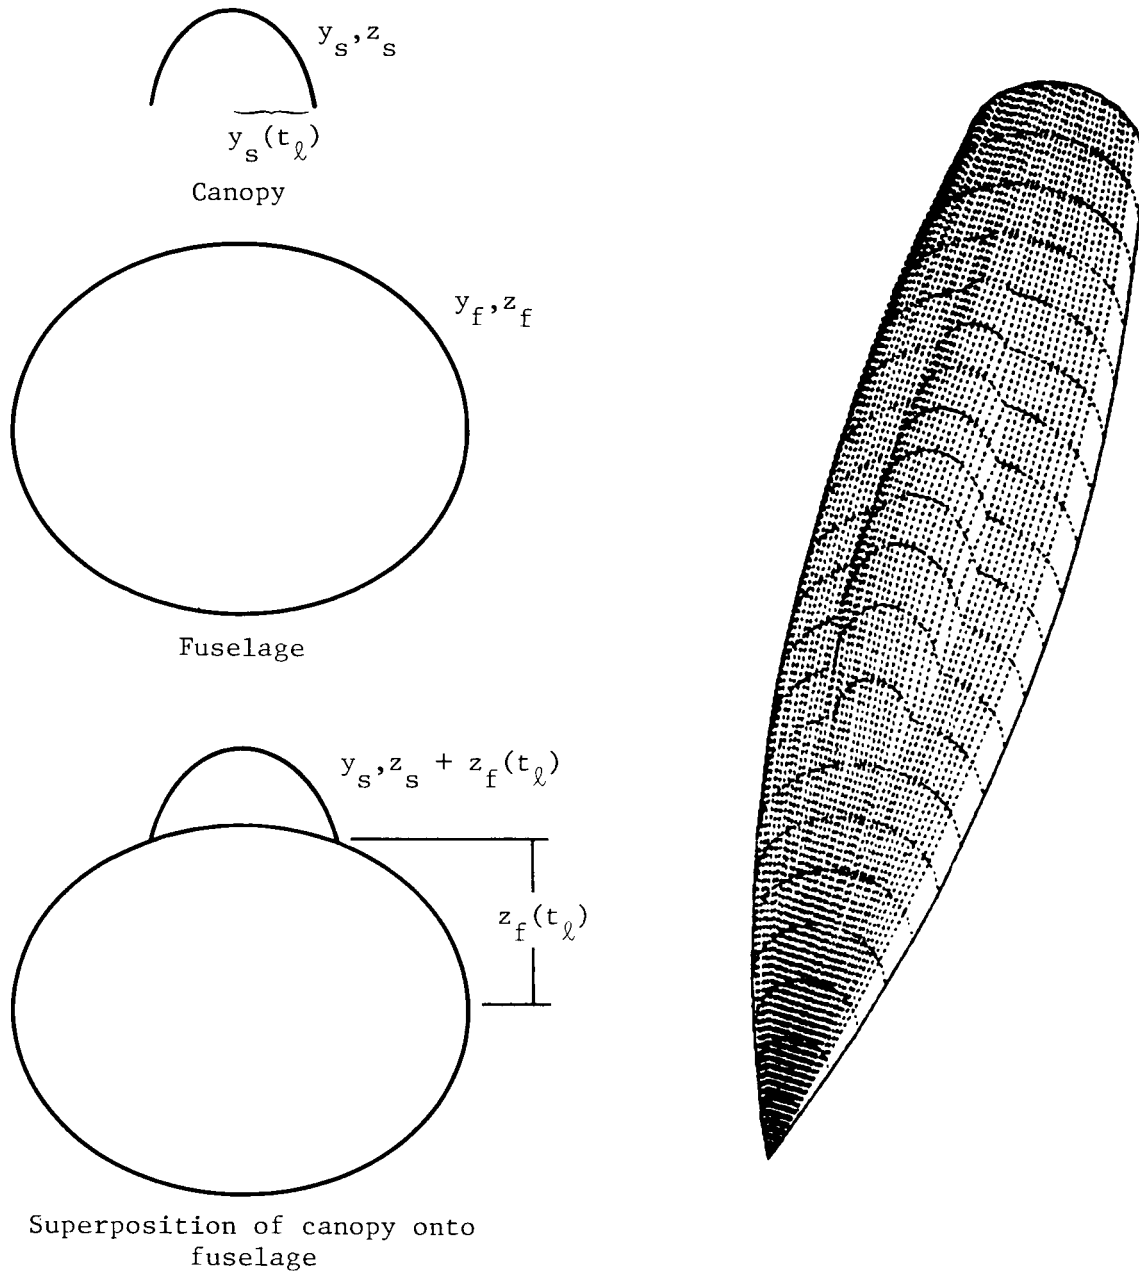 y_s,z_s
y_s(t_ℓ)
Canopy
y_f,z_f
Fuselage
y_s,z_s + z_f(t_ℓ)
z_f(t_ℓ)
Superposition of canopy onto
fuselage